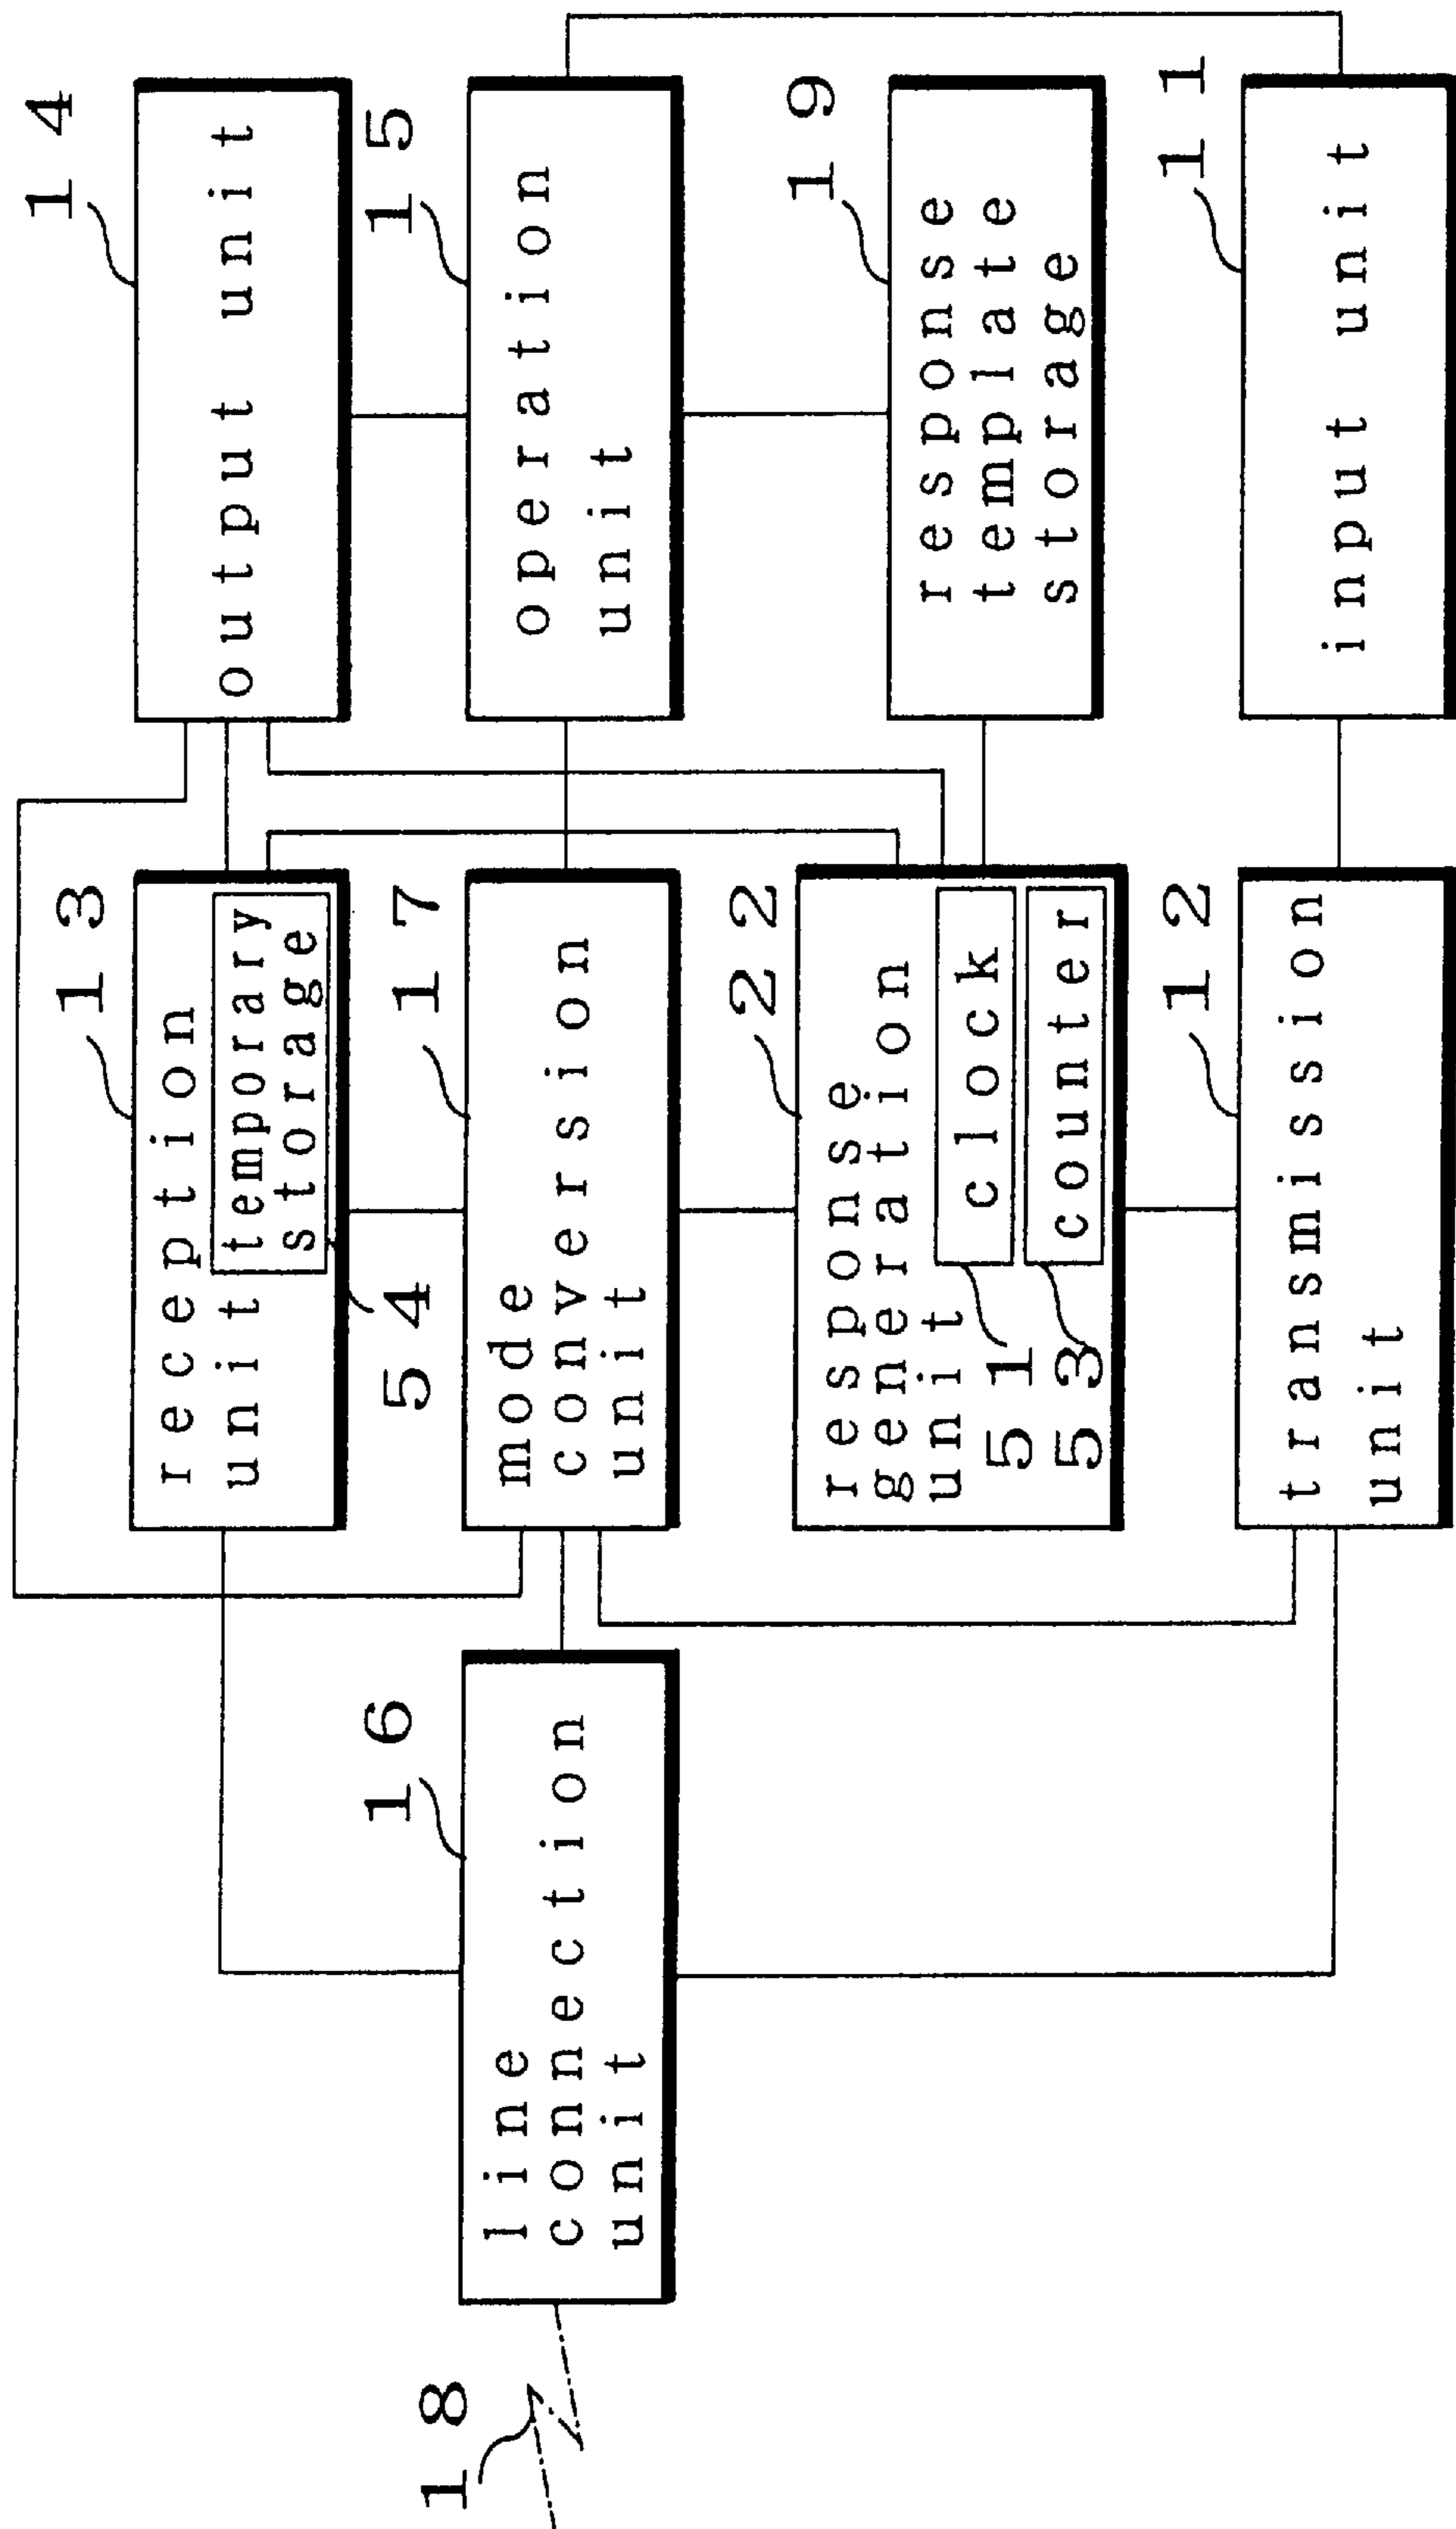 14
output unit
15
operation
unit
19
response
template
storage
11
input unit
13
reception
unit
temporary
storage
54
17
mode
conversion
unit
22
response
generation
unit
clock
51
counter
53
12
transmission
unit
16
line
connection
unit
18